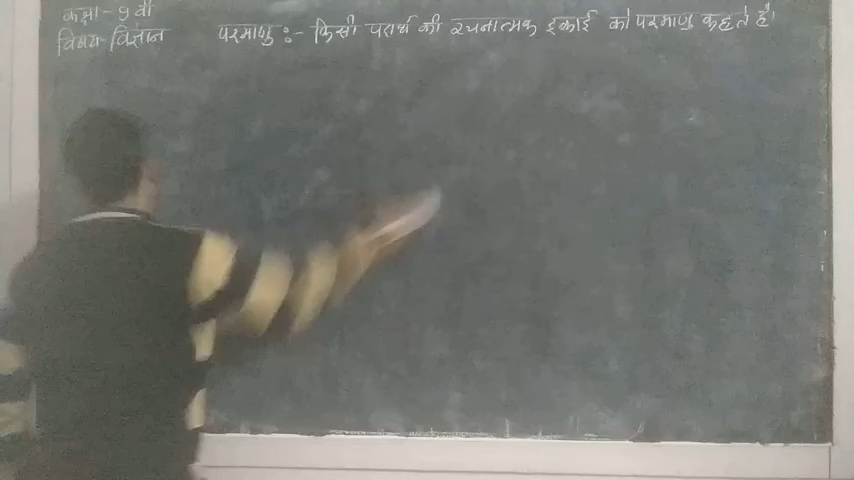 कक्षा - 9 वीं
विषय - विज्ञान
परमाणु :- किसी पदार्थ की रचनात्मक इकाई को परमाणु कहते हैं।